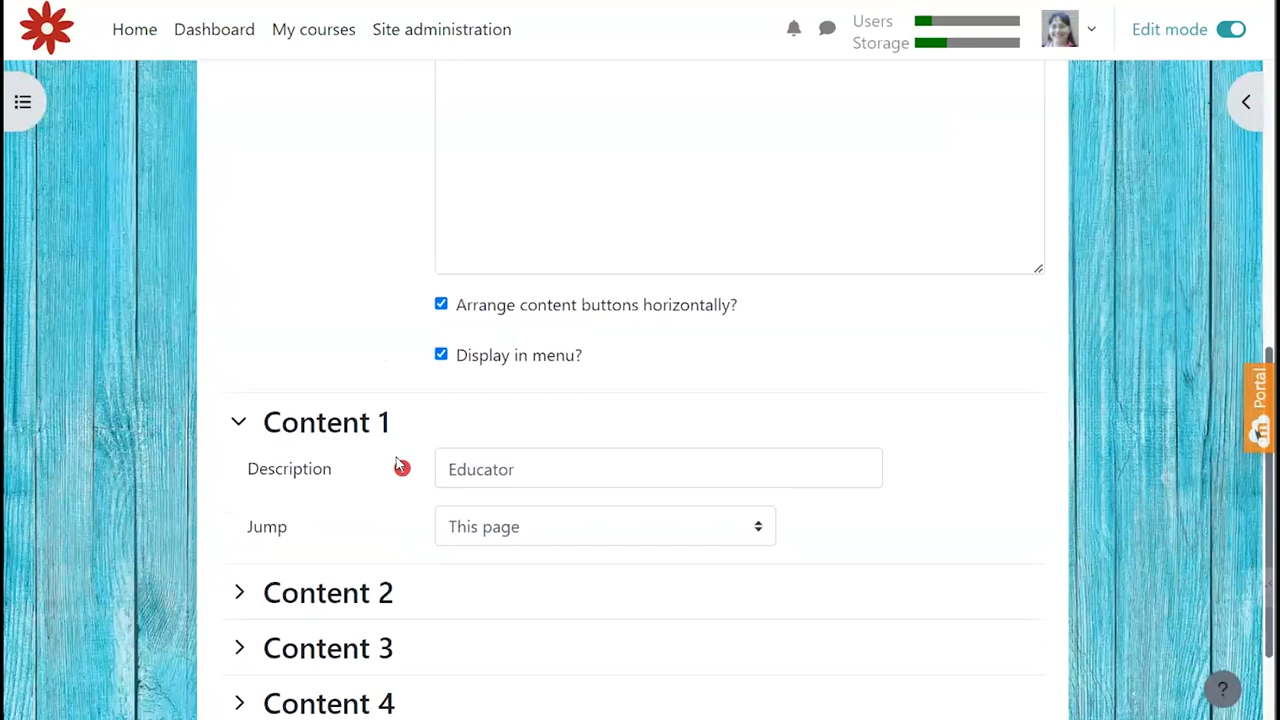 Home Dashboard My courses Site administration Users Edit mode
Storage
Arrange content buttons horizontally?
Display in menu?
Portal
Content 1
Description Educator
Jump This page
Content 2
Content 3
Content 4
?